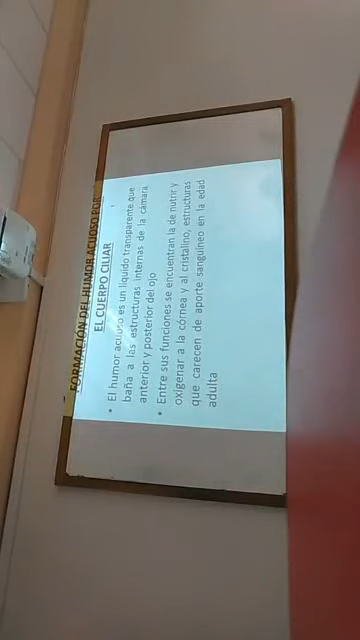 FORMACIÓN DEL HUMOR ACUOSO POR
EL CUERPO CILIAR
• El humor acuoso es un líquido transparente que
baña a las estructuras internas de la cámara
anterior y posterior del ojo
• Entre sus funciones se encuentran la de nutrir y
oxigenar a la córnea y al cristalino, estructuras
que carecen de aporte sanguíneo en la edad
adulta